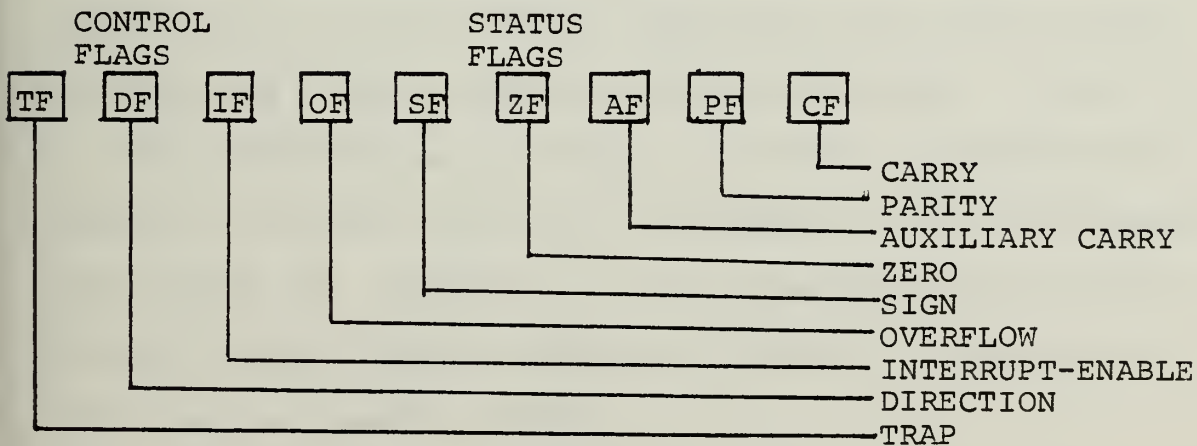 CONTROL FLAGS
STATUS FLAGS
TF DF IF OF SF ZF AF PF CF
CARRY
PARITY
AUXILIARY CARRY
ZERO
SIGN
OVERFLOW
INTERRUPT-ENABLE
DIRECTION
TRAP